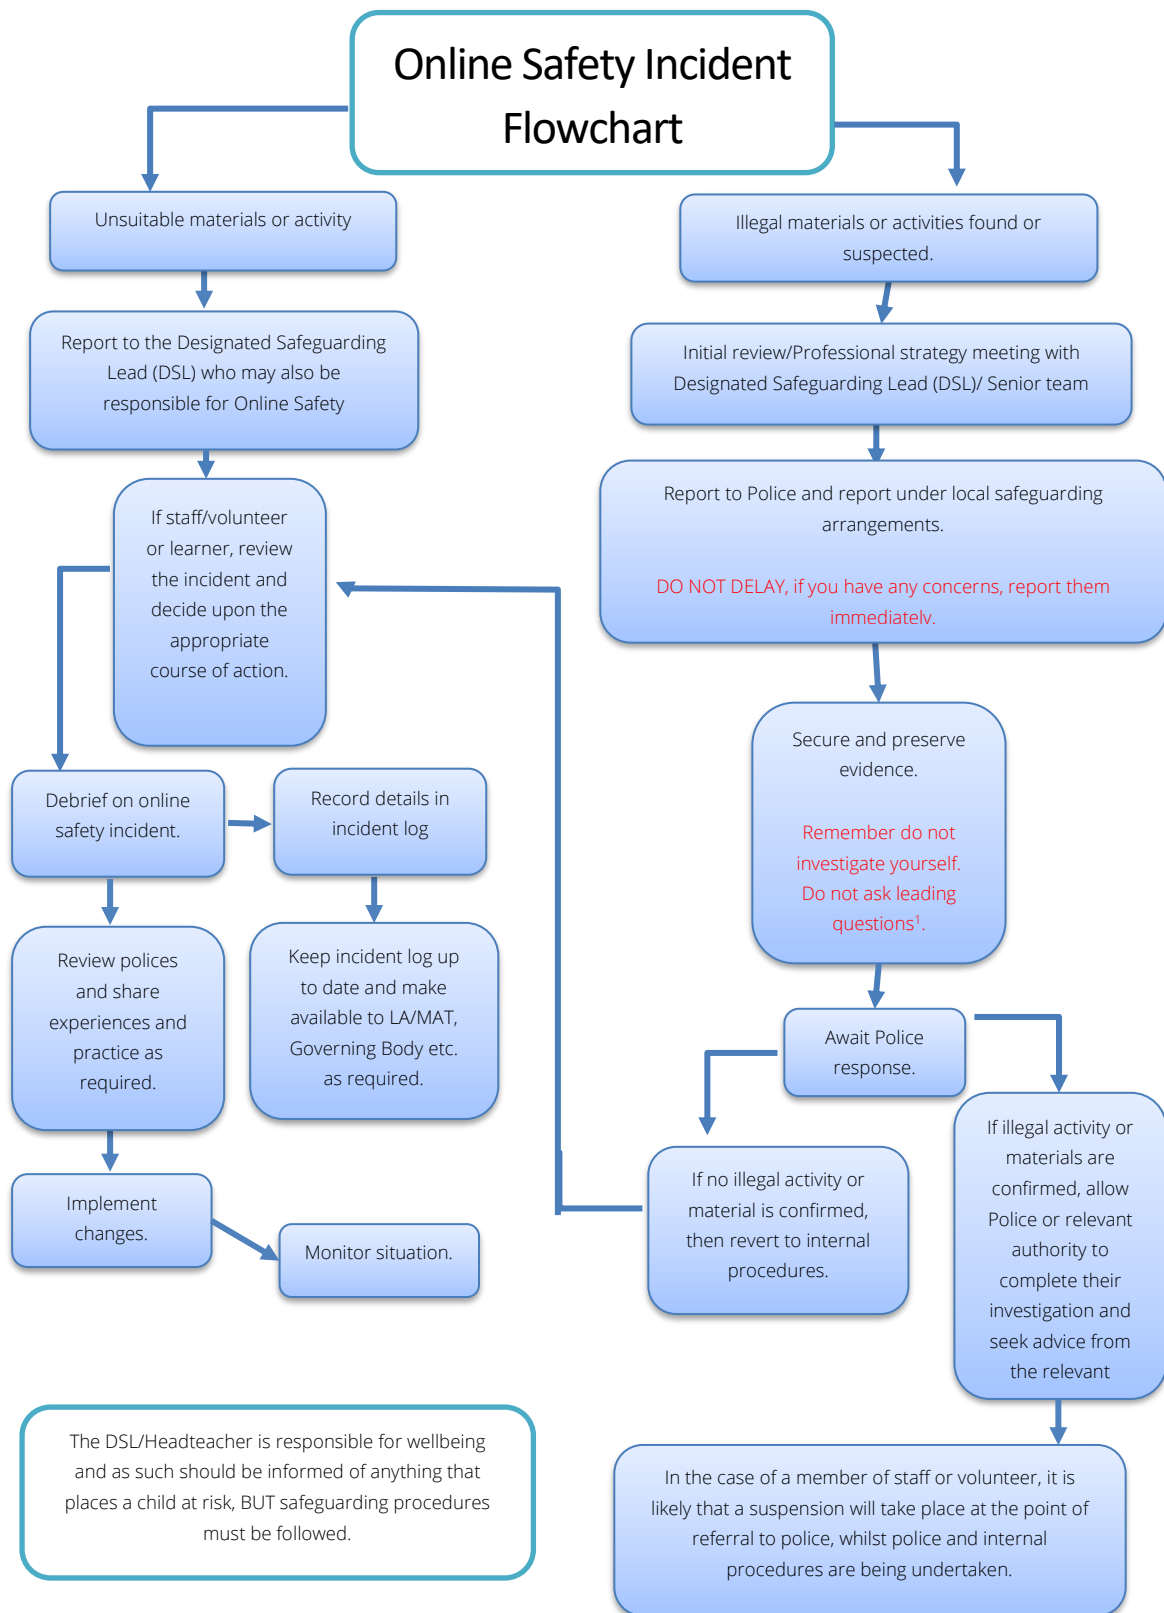 Online Safety Incident
Flowchart
Unsuitable materials or activity
Report to the Designated Safeguarding
Lead (DSL) who may also be
responsible for Online Safety
If staff/volunteer
or learner, review
the incident and
decide upon the
appropriate
course of action.
Debrief on online
safety incident.
Record details in
incident log
Review polices
and share
experiences and
practice as
required.
Keep incident log up
to date and make
available to LA/MAT,
Governing Body etc.
as required.
Implement
changes.
Monitor situation.
Illegal materials or activities found or
suspected.
Initial review/Professional strategy meeting with
Designated Safeguarding Lead (DSL)/ Senior team
Report to Police and report under local safeguarding
arrangements.
DO NOT DELAY, if you have any concerns, report them
immediately.
Secure and preserve
evidence.
Remember do not
investigate yourself.
Do not ask leading
questions¹.
Await Police
response.
If no illegal activity or
material is confirmed,
then revert to internal
procedures.
If illegal activity or
materials are
confirmed, allow
Police or relevant
authority to
complete their
investigation and
seek advice from
the relevant
In the case of a member of staff or volunteer, it is
likely that a suspension will take place at the point of
referral to police, whilst police and internal
procedures are being undertaken.
The DSL/Headteacher is responsible for wellbeing
and as such should be informed of anything that
places a child at risk, BUT safeguarding procedures
must be followed.